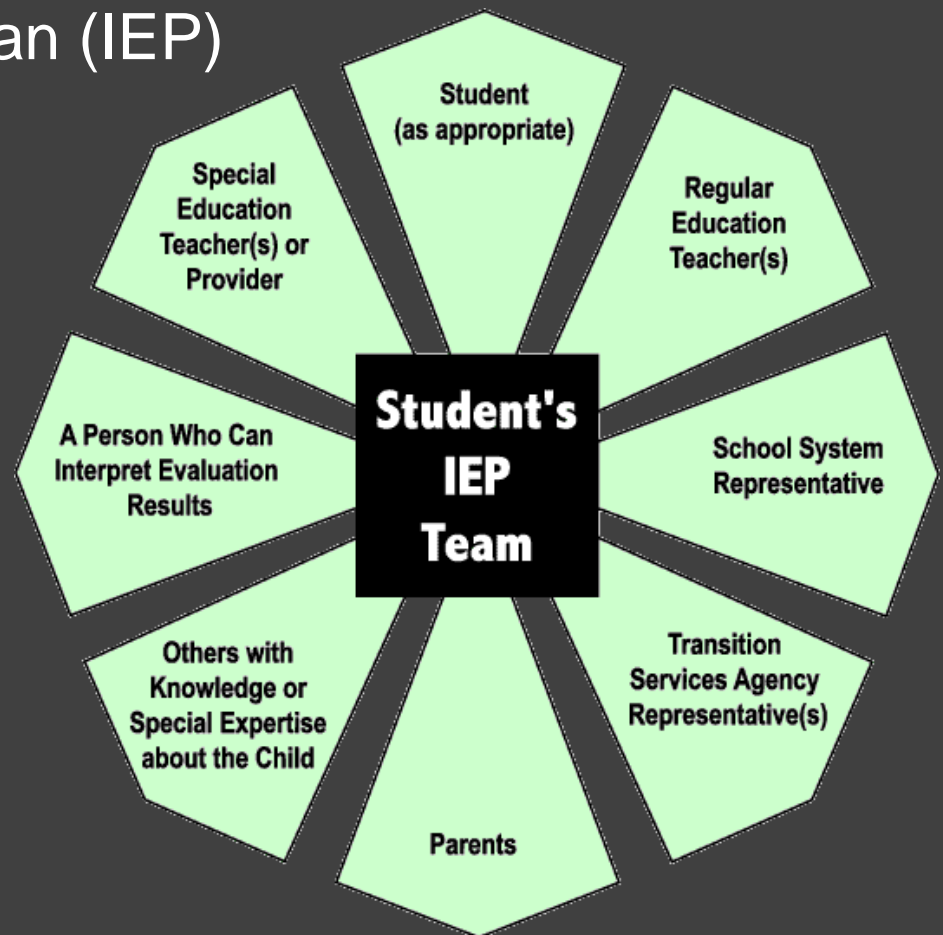 an (IEP)
Student
(as appropriate)
Regular
Education
Teacher(s)
School System
Representative
Transition
Services Agency
Representative(s)
Parents
Others with
Knowledge or
Special Expertise
about the Child
A Person Who Can
Interpret Evaluation
Results
Special
Education
Teacher(s) or
Provider
Student's
IEP
Team